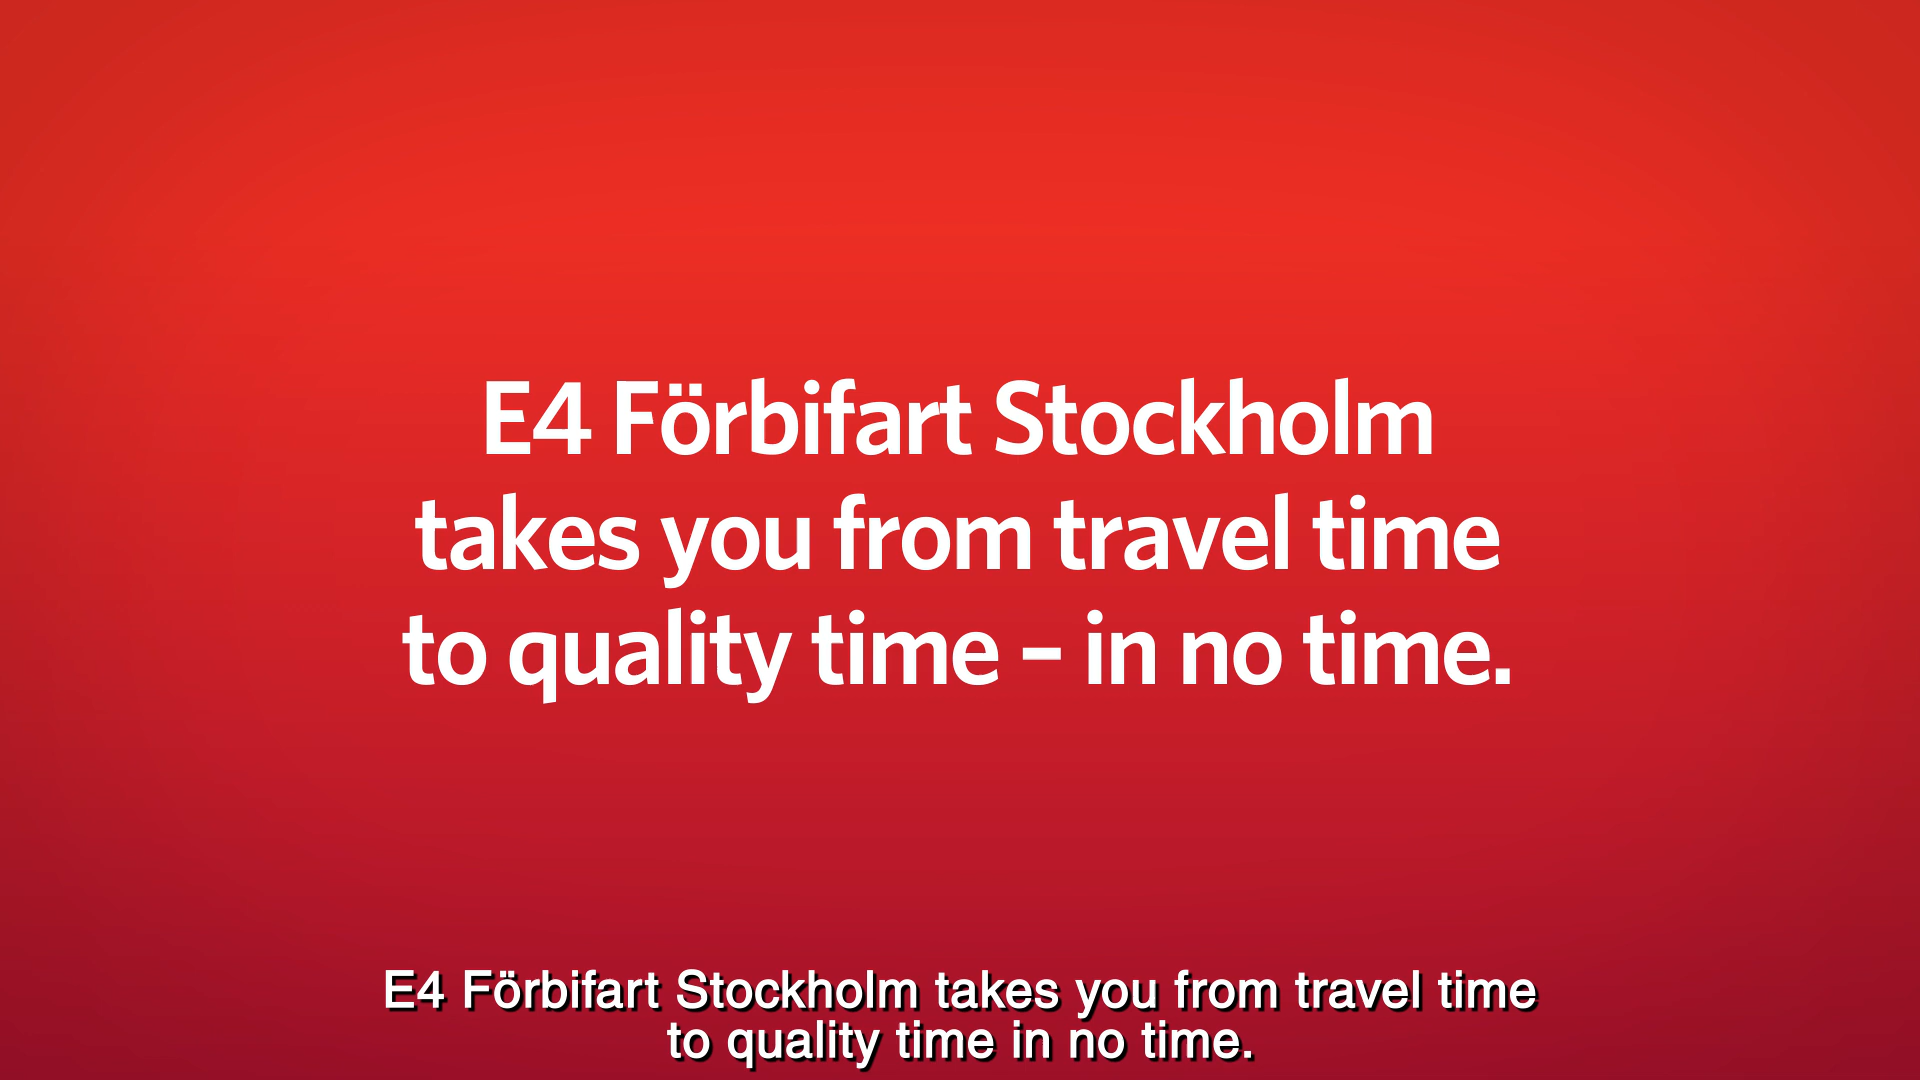 E4 Förbifart Stockholm
takes you from travel time
to quality time – in no time.
E4 Förbifart Stockholm takes you from travel time
to quality time in no time.